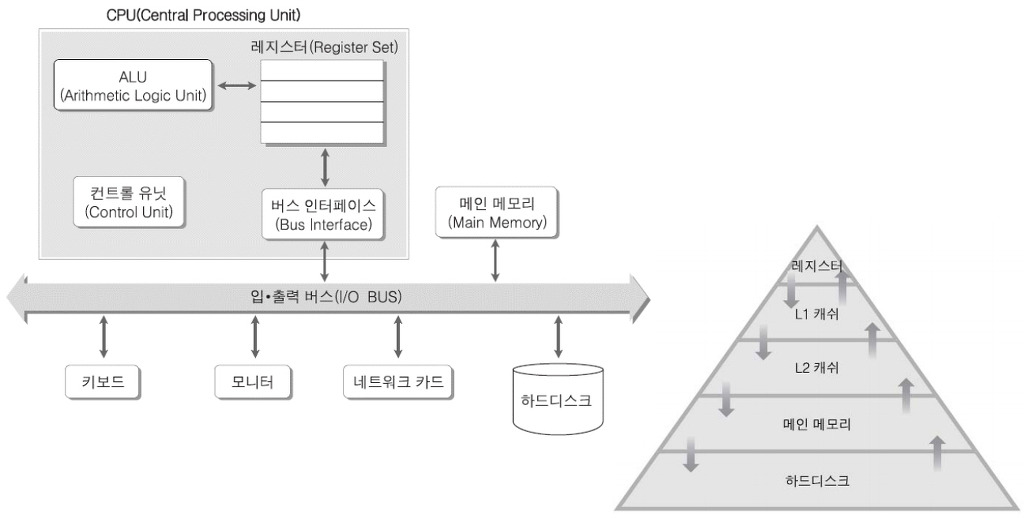 CPU(Central Processing Unit)
레지스터(Register Set)
ALU
(Arithmetic Logic Unit)
컨트롤 유닛
(Control Unit)
버스 인터페이스
(Bus Interface)
메인 메모리
(Main Memory)
입•출력 버스(I/O BUS)
키보드
모니터
네트워크 카드
하드디스크
레지스터
L1 캐쉬
L2 캐쉬
메인 메모리
하드디스크